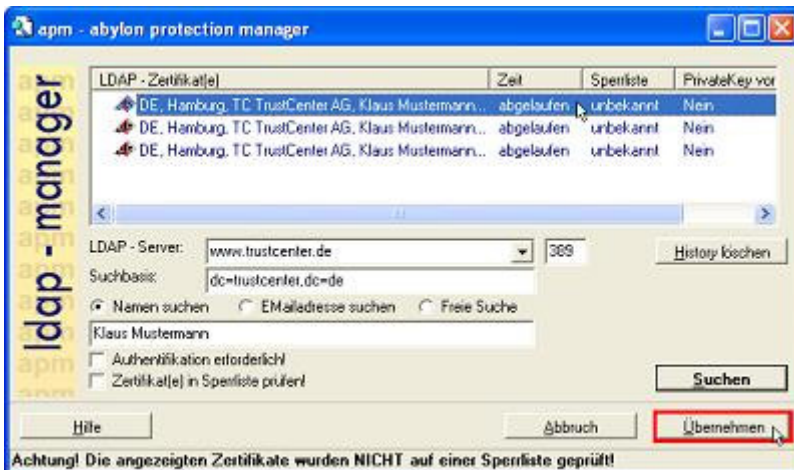 apm - abylon protection manager
ldap - manager
LDAP - Zertifikat(e) Zeit Sperrliste PrivateKey vor
DE, Hamburg, TC TrustCenter AG, Klaus Mustermann... abgelaufen unbekannt Nein
DE, Hamburg, TC TrustCenter AG, Klaus Mustermann... abgelaufen unbekannt Nein
DE, Hamburg, TC TrustCenter AG, Klaus Mustermann... abgelaufen unbekannt Nein
LDAP - Server: www.trustcenter.de 389 History löschen
Suchbasis: dc=trustcenter,dc=de
Namen suchen EMailadresse suchen Freie Suche
Klaus Mustermann
Authentifikation erforderlich!
Zertifikat(e) in Sperrliste prüfen!
Suchen
Hilfe Abbruch Übernehmen
Achtung! Die angezeigten Zertifikate wurden NICHT auf einer Sperrliste geprüft!